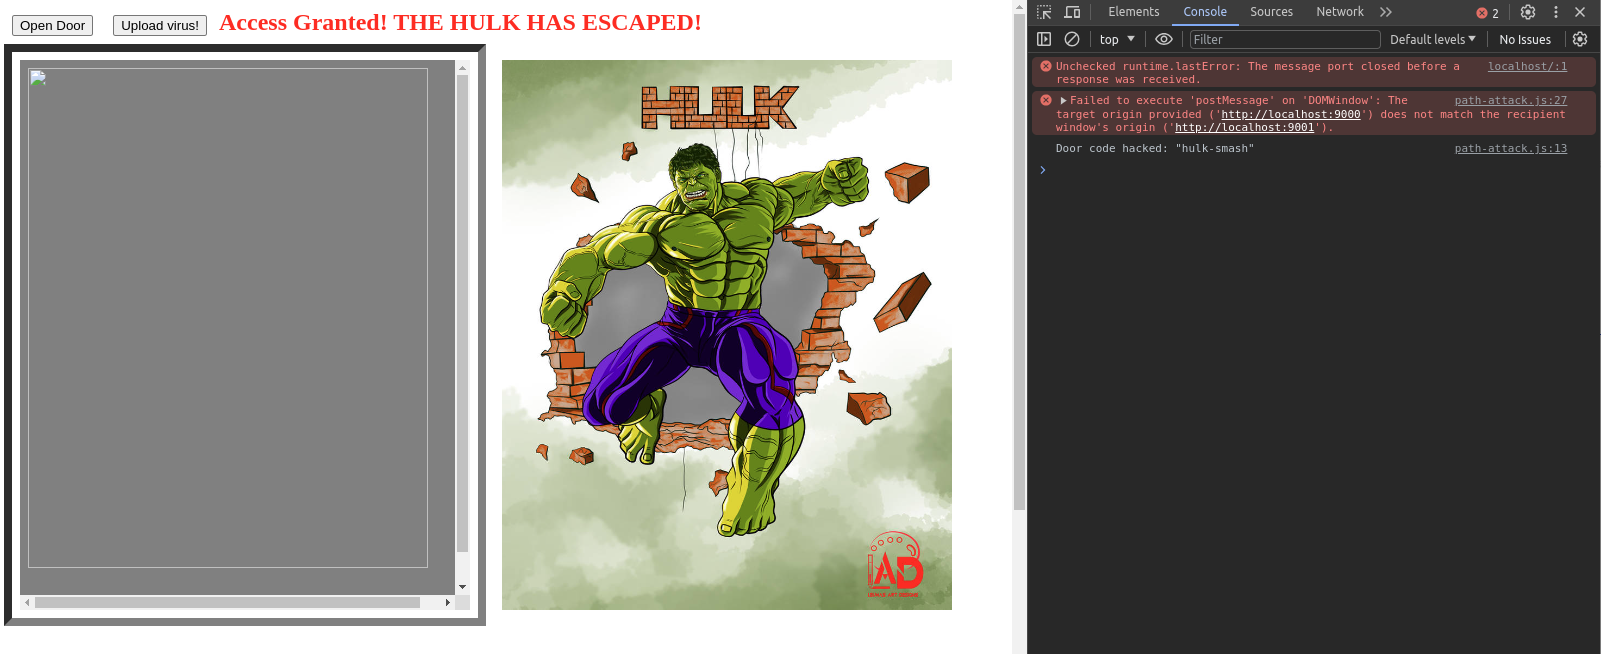 Open Door
Upload virus!
Access Granted! THE HULK HAS ESCAPED!
HULK
LAD
Elements
Console
Sources
Network
2
top
Filter
Default levels
No Issues
Unchecked runtime.lastError: The message port closed before a
localhost/:1
response was received.
Failed to execute 'postMessage' on 'DOMWindow': The
path-attack.js:27
target origin provided ('http://localhost:9000') does not match the recipient
window's origin ('http://localhost:9001').
Door code hacked: "hulk-smash"
path-attack.js:13